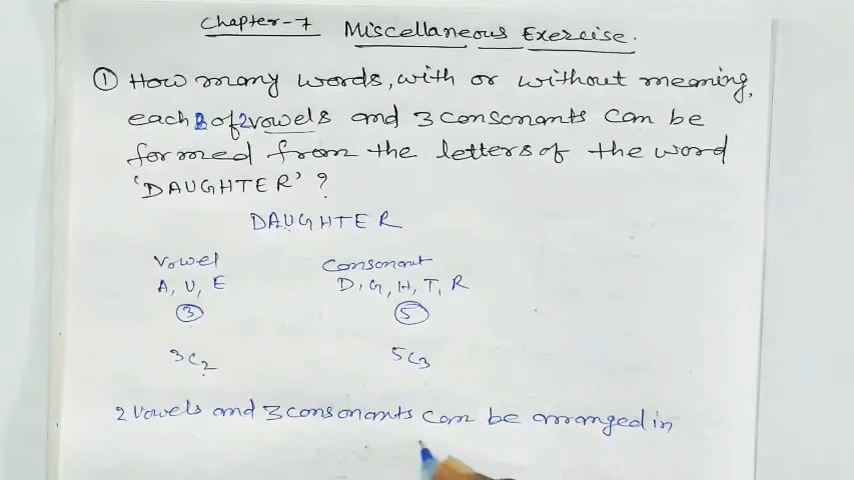 Chapter-7 Miscellaneous Exercise.
① How many words, with or without meaning,
each of 2 vowels and 3 consonants can be
formed from the letters of the word
'DAUGHTER' ?
DAUGHTER
Vowel Consonant
A, U, E D, G, H, T, R
③ ⑤
3C2 5C3
2 vowels and 3 consonants can be arranged in